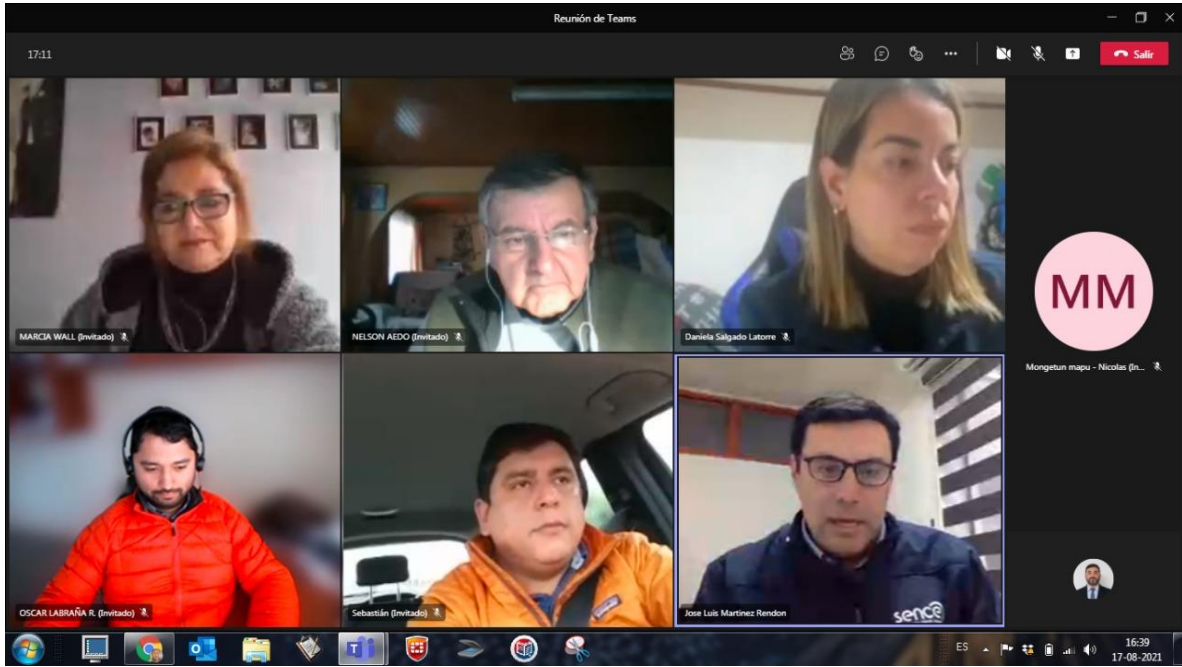 Reunión de Teams
17:11
Salir
MARCIA WALL (Invitado)
NELSON AEDO (Invitado)
Daniela Salgado Latorre
MM
Mongetun mapu - Nicolas (In...
OSCAR LABRAÑA R. (Invitado)
Sebastián (Invitado)
Jose Luis Martinez Rendon
sence
ES
16:39
17-08-2021